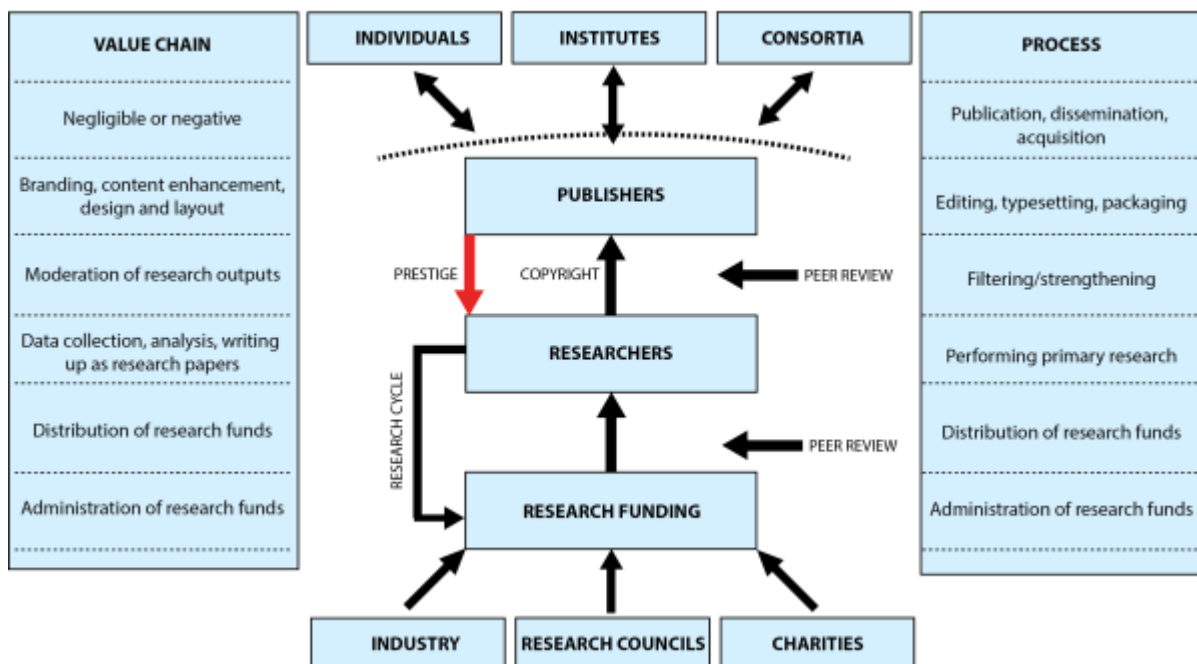 VALUE CHAIN
Negligible or negative
Branding, content enhancement,
design and layout
Moderation of research outputs
Data collection, analysis, writing
up as research papers
Distribution of research funds
Administration of research funds
INDIVIDUALS
INSTITUTES
CONSORTIA
PUBLISHERS
PRESTIGE
COPYRIGHT
PEER REVIEW
RESEARCHERS
RESEARCH CYCLE
PEER REVIEW
RESEARCH FUNDING
INDUSTRY
RESEARCH COUNCILS
CHARITIES
PROCESS
Publication, dissemination,
acquisition
Editing, typesetting, packaging
Filtering/strengthening
Performing primary research
Distribution of research funds
Administration of research funds